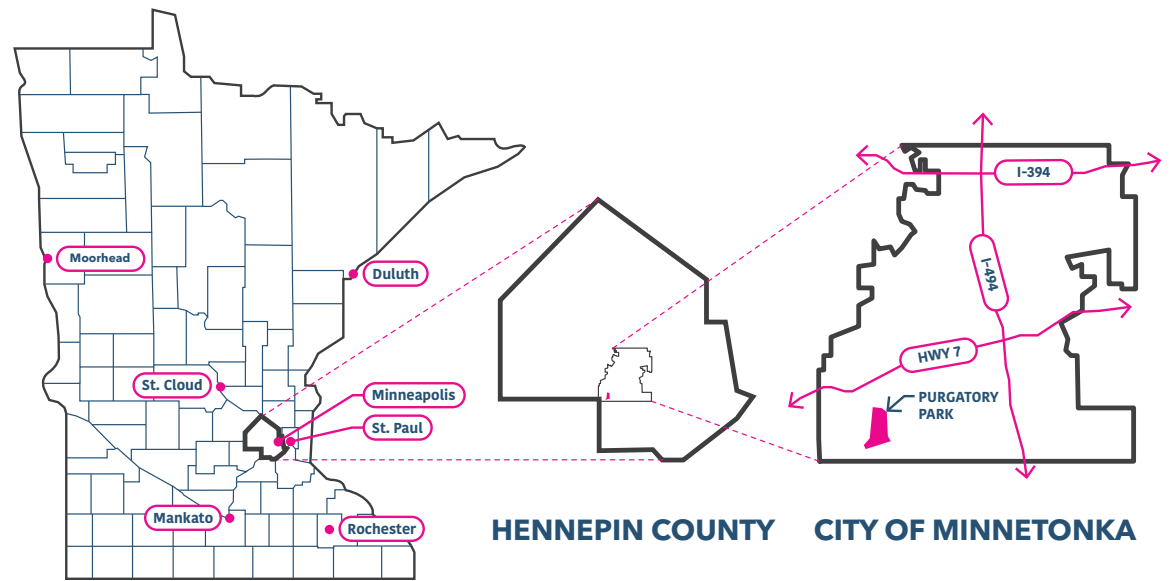 Moorhead
Duluth
St. Cloud
Minneapolis
St. Paul
Mankato
Rochester
HENNEPIN COUNTY
I-394
I-494
HWY 7
PURGATORY
PARK
CITY OF MINNETONKA